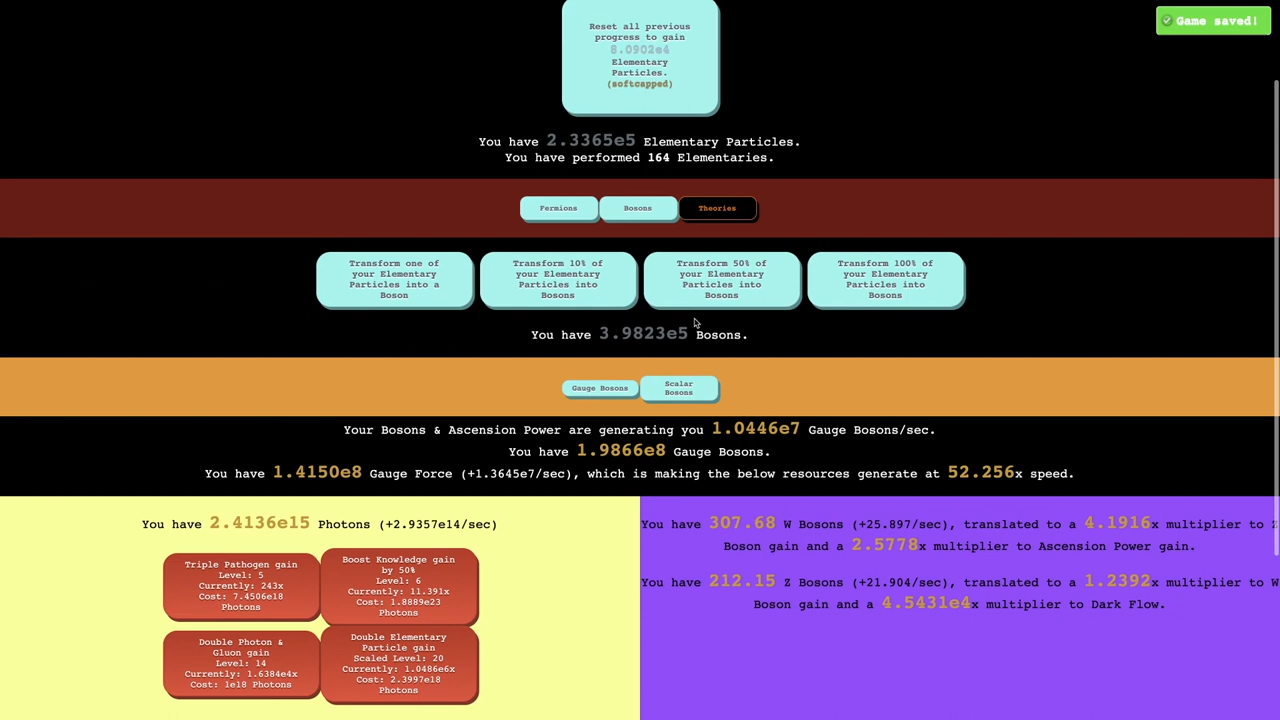 Game saved!
Reset all previous
progress to gain
8.0902e4
Elementary
Particles.
(softcapped)
You have 2.3365e5 Elementary Particles.
You have performed 164 Elementaries.
Fermions
Bosons
Theories
Transform one of
your Elementary
Particles into a
Boson
Transform 10% of
your Elementary
Particles into
Bosons
Transform 50% of
your Elementary
Particles into
Bosons
Transform 100% of
your Elementary
Particles into
Bosons
You have 3.9823e5 Bosons.
Gauge Bosons
Scalar
Bosons
Your Bosons & Ascension Power are generating you 1.0446e7 Gauge Bosons/sec.
You have 1.9866e8 Gauge Bosons.
You have 1.4150e8 Gauge Force (+1.3645e7/sec), which is making the below resources generate at 52.256x speed.
You have 2.4136e15 Photons (+2.9357e14/sec)
Triple Pathogen gain
Level: 5
Currently: 243x
Cost: 7.4506e18
Photons
Boost Knowledge gain
by 50%
Level: 6
Currently: 11.391x
Cost: 1.8889e23
Photons
Double Photon &
Gluon gain
Level: 14
Currently: 1.6384e4x
Cost: 1e18 Photons
Double Elementary
Particle gain
Scaled Level: 20
Currently: 1.0486e6x
Cost: 2.3997e18
Photons
You have 307.68 W Bosons (+25.897/sec), translated to a 4.1916x multiplier to Z
Boson gain and a 2.5778x multiplier to Ascension Power gain.
You have 212.15 Z Bosons (+21.904/sec), translated to a 1.2392x multiplier to W
Boson gain and a 4.5431e4x multiplier to Dark Flow.